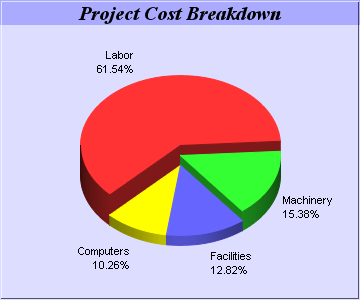 Project Cost Breakdown
Labor
61.54%
Machinery
15.38%
Computers
10.26%
Facilities
12.82%